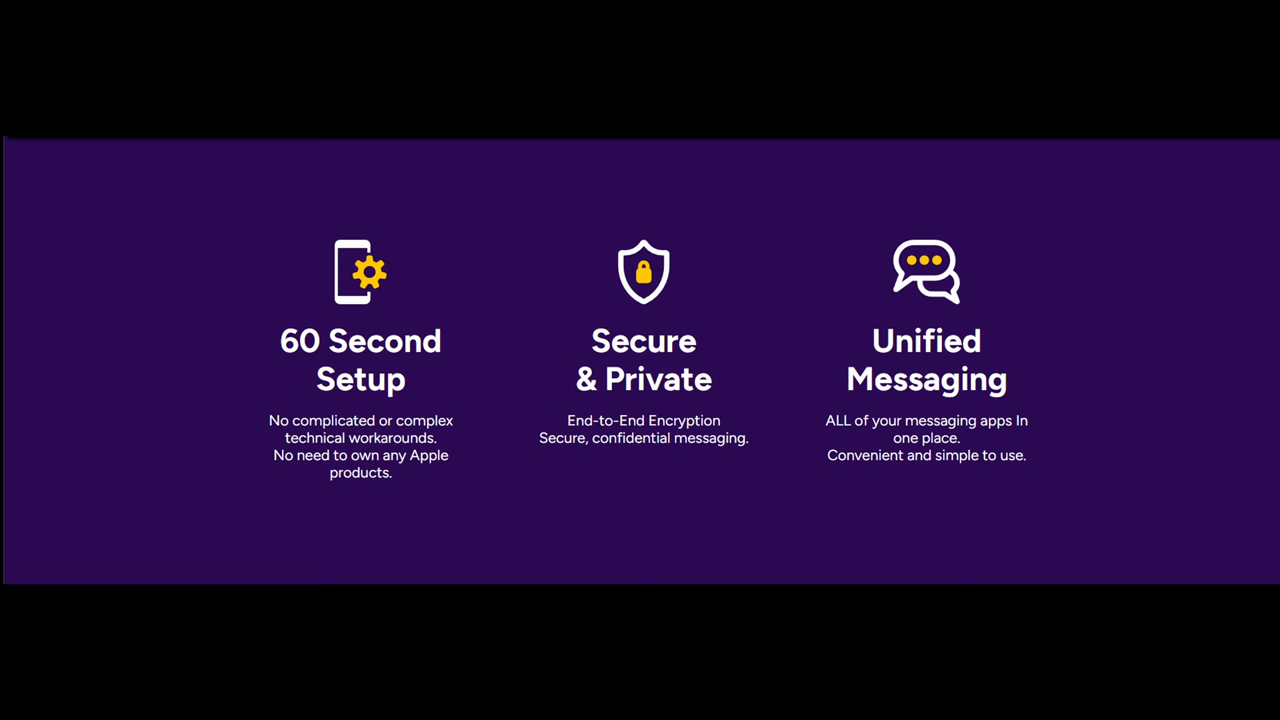 60 Second
Setup
No complicated or complex
technical workarounds.
No need to own any Apple
products.
Secure
& Private
End-to-End Encryption
Secure, confidential messaging.
Unified
Messaging
ALL of your messaging apps In
one place.
Convenient and simple to use.